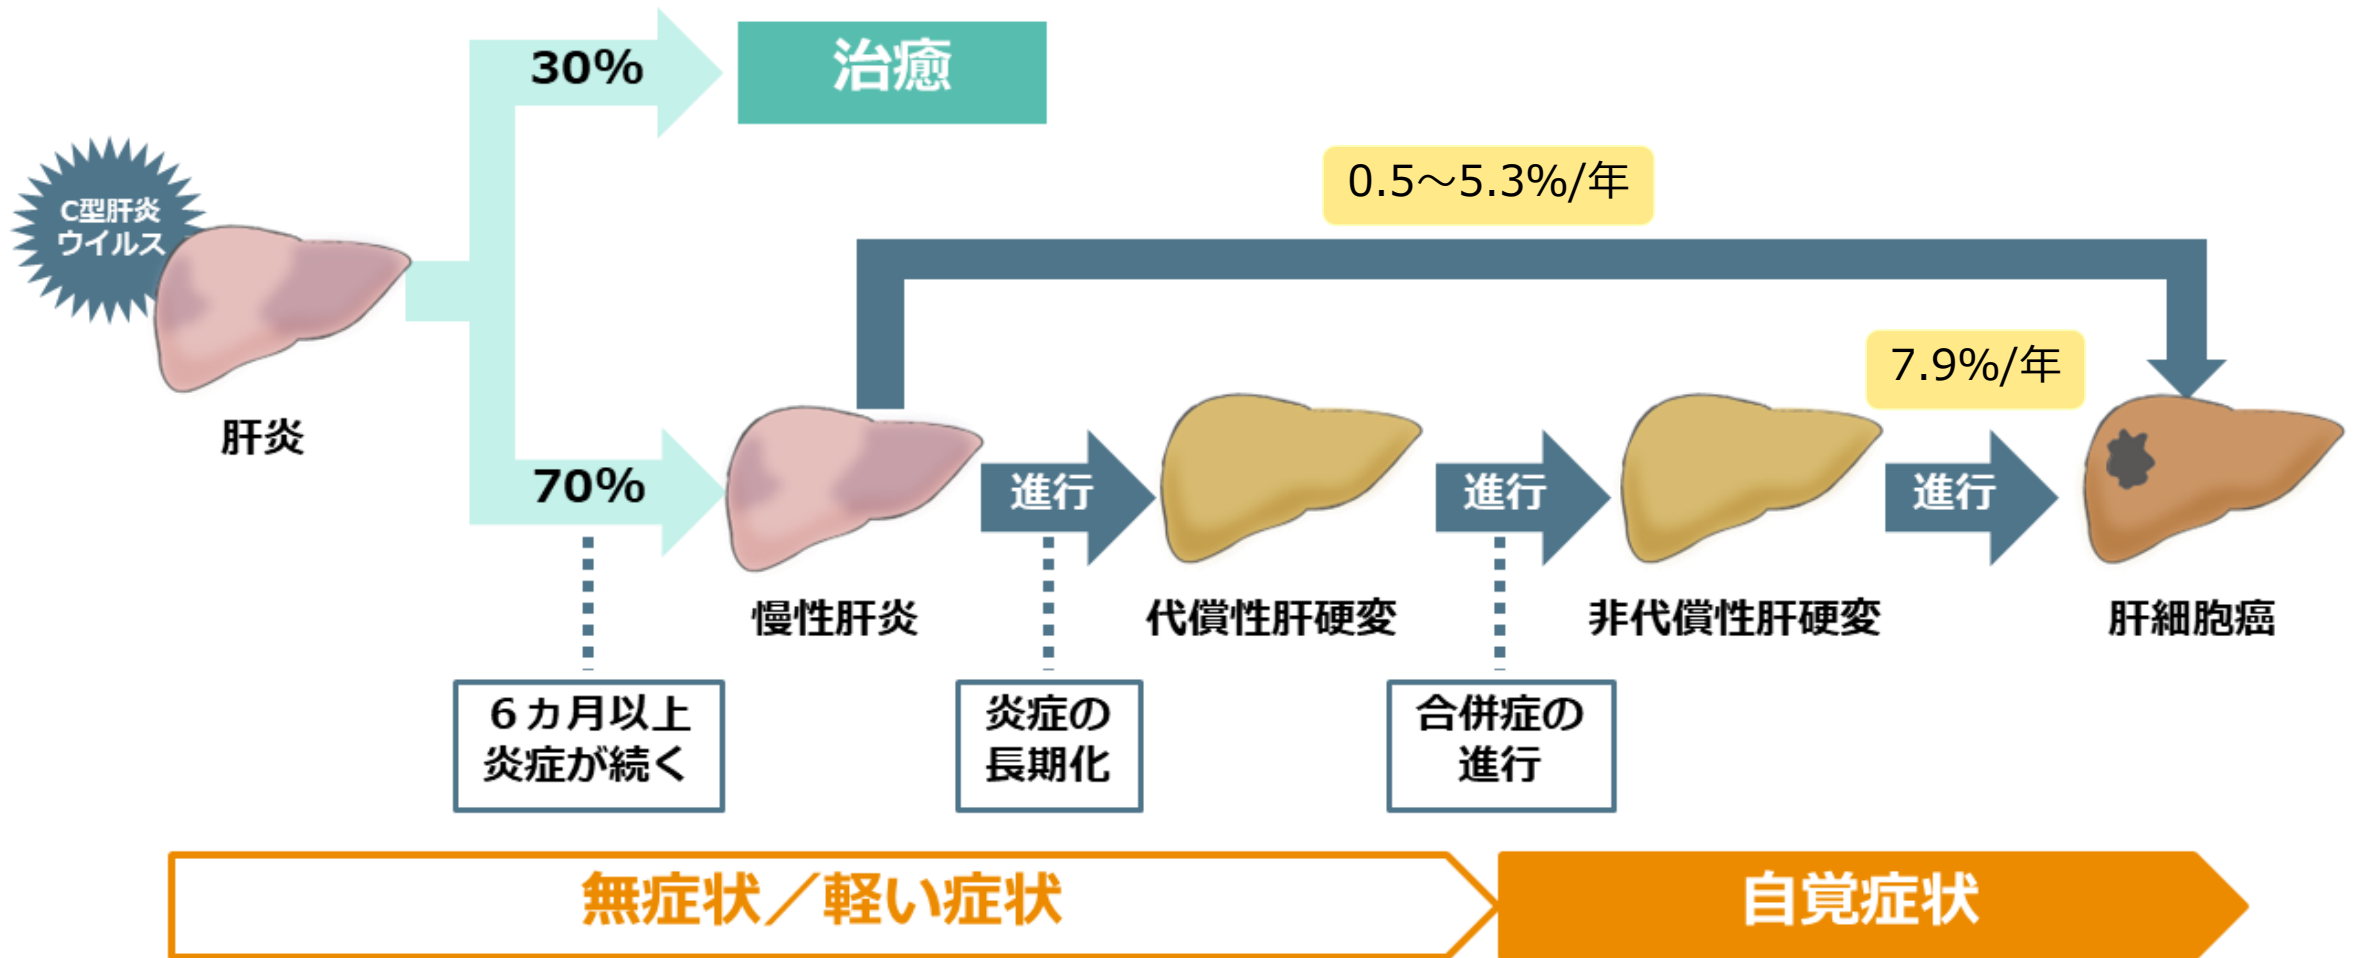 30%
治癒
C型肝炎
ウイルス
0.5～5.3%/年
7.9%/年
肝炎
70%
進行
進行
進行
慢性肝炎
代償性肝硬変
非代償性肝硬変
肝細胞癌
６ヵ月以上
炎症が続く
炎症の
長期化
合併症の
進行
無症状／軽い症状
自覚症状